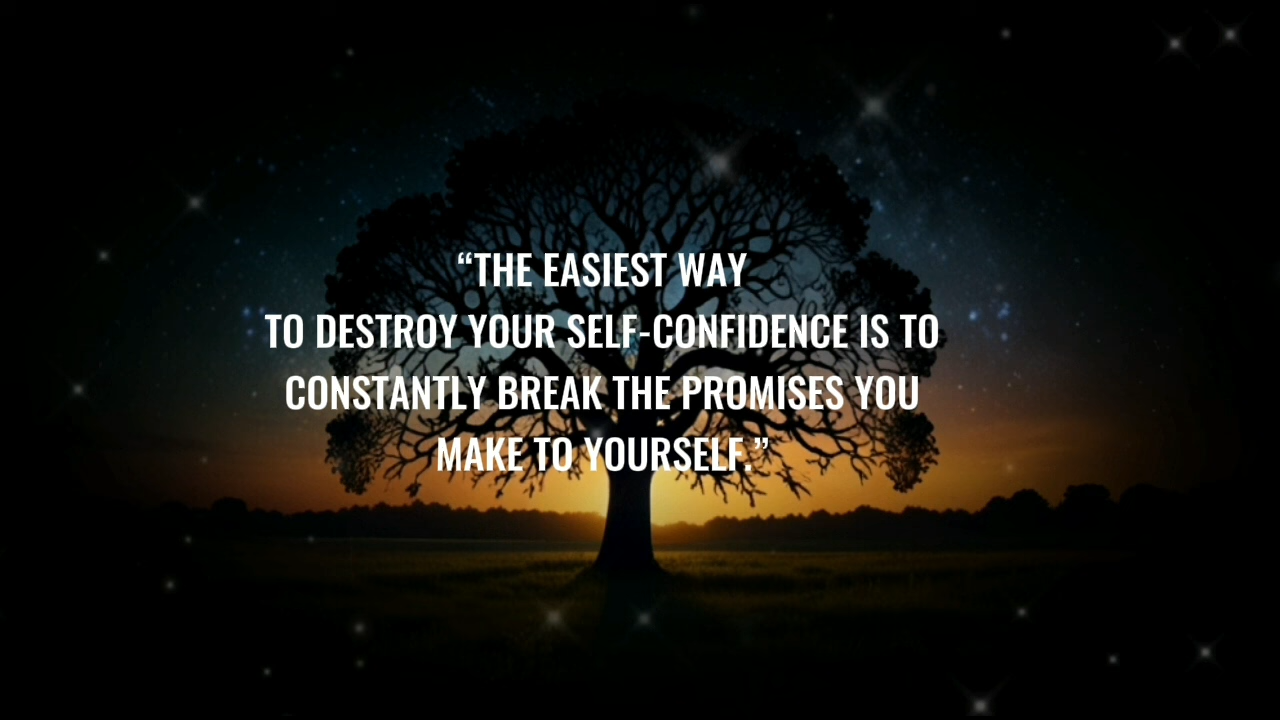 “THE EASIEST WAY
TO DESTROY YOUR SELF-CONFIDENCE IS TO
CONSTANTLY BREAK THE PROMISES YOU
MAKE TO YOURSELF.”